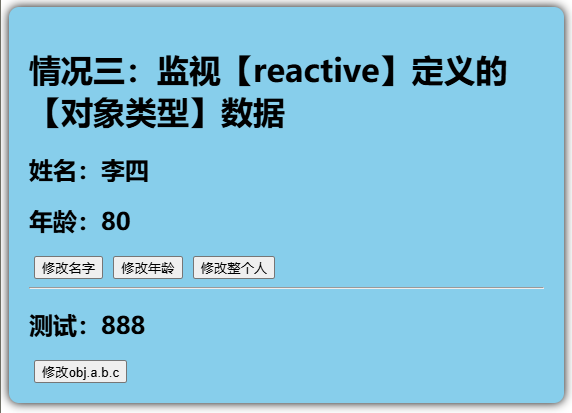 情况三：监视【reactive】定义的
【对象类型】数据
姓名：李四
年龄：80
修改名字 修改年龄 修改整个人
测试：888
修改obj.a.b.c